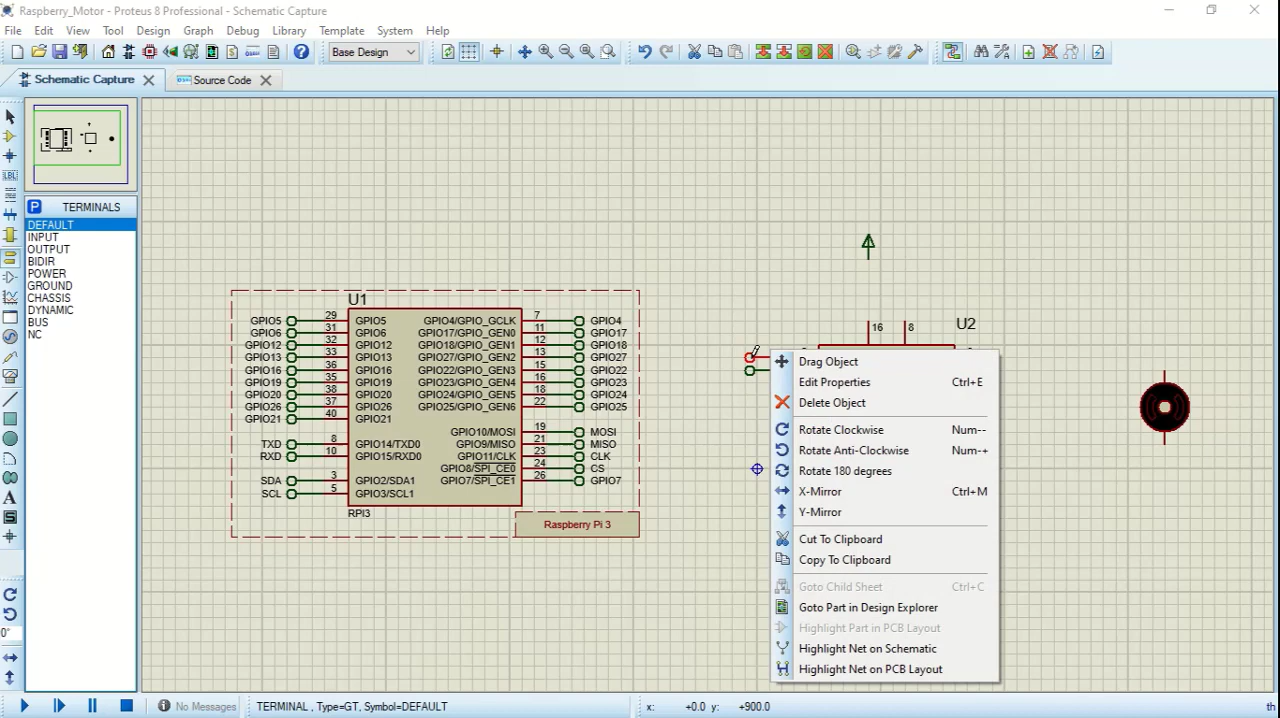 Raspberry_Motor - Proteus 8 Professional - Schematic Capture
File Edit View Tool Design Graph Debug Library Template System Help
Base Design
Schematic Capture
Source Code
P TERMINALS
DEFAULT
INPUT
OUTPUT
BIDIR
POWER
GROUND
CHASSIS
DYNAMIC
BUS
NC
LBL
A
S
0°
U1
GPIO5 29 GPIO5 GPIO4/GPIO_GCLK 7 GPIO4
GPIO6 31 GPIO6 GPIO17/GPIO_GEN0 11 GPIO17
GPIO12 32 GPIO12 GPIO18/GPIO_GEN1 12 GPIO18
GPIO13 33 GPIO13 GPIO27/GPIO_GEN2 13 GPIO27
GPIO16 36 GPIO16 GPIO22/GPIO_GEN3 15 GPIO22
GPIO19 35 GPIO19 GPIO23/GPIO_GEN4 16 GPIO23
GPIO20 38 GPIO20 GPIO24/GPIO_GEN5 18 GPIO24
GPIO26 37 GPIO26 GPIO25/GPIO_GEN6 22 GPIO25
GPIO21 40 GPIO21
GPIO10/MOSI 19 MOSI
TXD 8 GPIO14/TXD0 GPIO9/MISO 21 MISO
RXD 10 GPIO15/RXD0 GPIO11/CLK 23 CLK
GPIO8/SPI_CE0 24 CS
SDA 3 GPIO2/SDA1 GPIO7/SPI_CE1 26 GPIO7
SCL 5 GPIO3/SCL1
RPI3
Raspberry Pi 3
16 8 U2
Drag Object
Edit Properties Ctrl+E
Delete Object
Rotate Clockwise Num--
Rotate Anti-Clockwise Num-+
Rotate 180 degrees
X-Mirror Ctrl+M
Y-Mirror
Cut To Clipboard
Copy To Clipboard
Goto Child Sheet Ctrl+C
Goto Part in Design Explorer
Highlight Part in PCB Layout
Highlight Net on Schematic
Highlight Net on PCB Layout
No Messages TERMINAL , Type=GT, Symbol=DEFAULT x: +0.0 y: +900.0 th